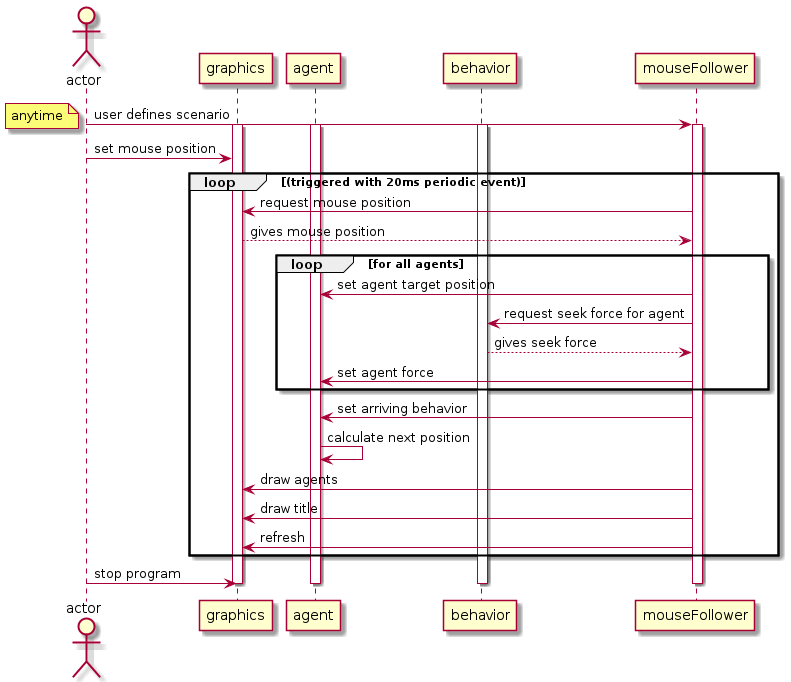 actor
graphics
agent
behavior
mouseFollower
anytime
user defines scenario
set mouse position
loop [(triggered with 20ms periodic event)]
request mouse position
gives mouse position
loop [for all agents]
set agent target position
request seek force for agent
gives seek force
set agent force
set arriving behavior
calculate next position
draw agents
draw title
refresh
stop program
actor
graphics
agent
behavior
mouseFollower